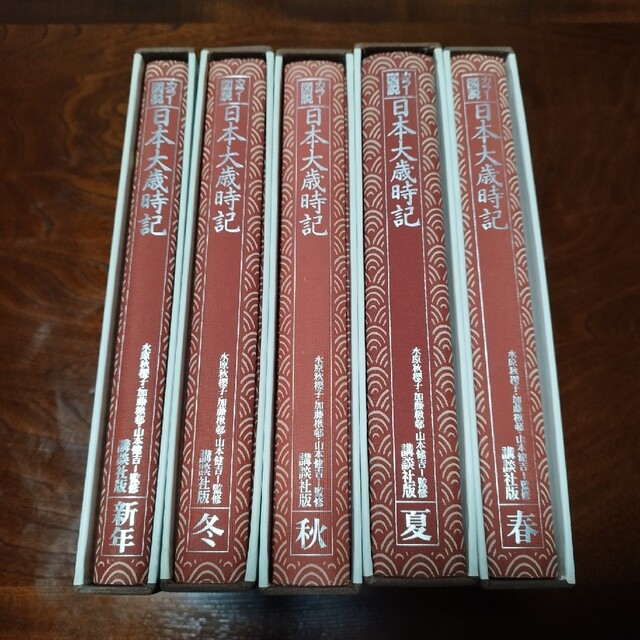 カラー図説
日本大歳時記
水原秋櫻子・加藤楸邨・山本健吉―監修
講談社版
新年
カラー図説
日本大歳時記
水原秋櫻子・加藤楸邨・山本健吉―監修
講談社版
冬
カラー図説
日本大歳時記
水原秋櫻子・加藤楸邨・山本健吉―監修
講談社版
秋
カラー図説
日本大歳時記
水原秋櫻子・加藤楸邨・山本健吉―監修
講談社版
夏
カラー図説
日本大歳時記
水原秋櫻子・加藤楸邨・山本健吉―監修
講談社版
春